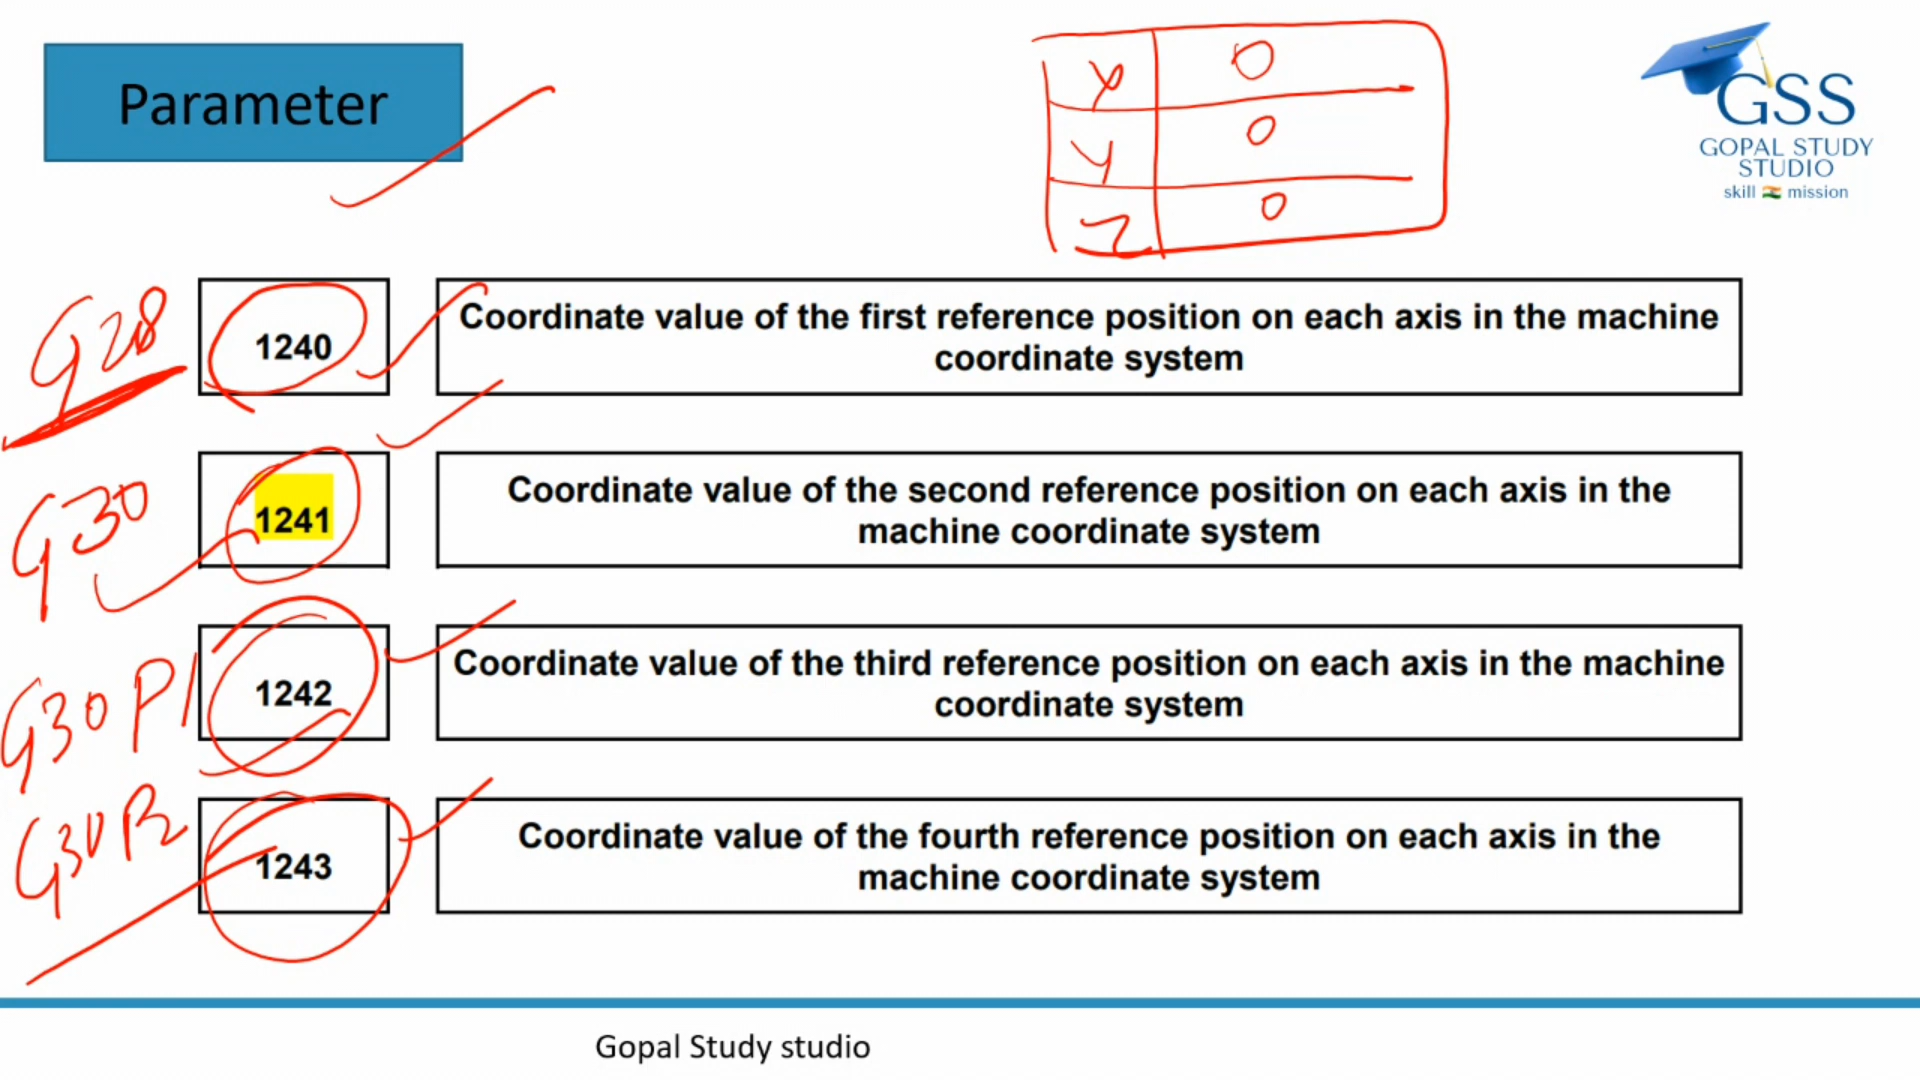 Parameter
X 0
Y 0
Z 0
GSS
GOPAL STUDY
STUDIO
skill mission
G28
1240
Coordinate value of the first reference position on each axis in the machine
coordinate system
G30
1241
Coordinate value of the second reference position on each axis in the
machine coordinate system
G30 P1
1242
Coordinate value of the third reference position on each axis in the machine
coordinate system
G30 P2
1243
Coordinate value of the fourth reference position on each axis in the
machine coordinate system
Gopal Study studio